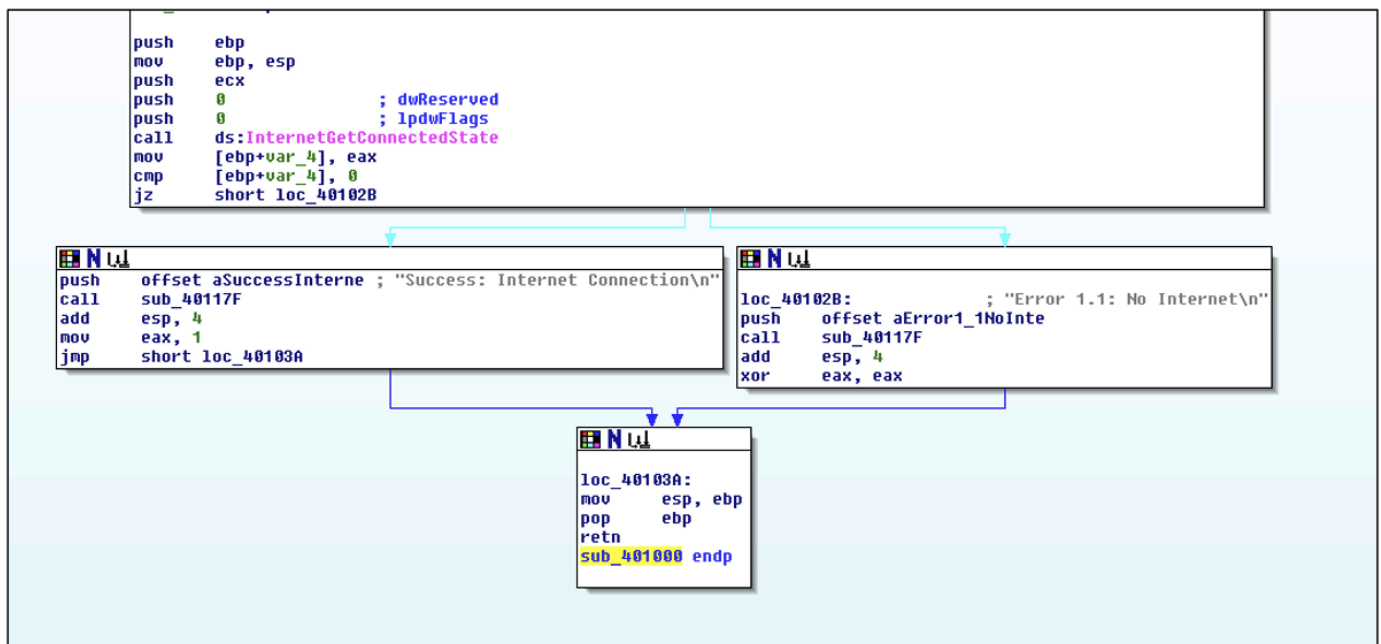 push ebp
mov ebp, esp
push ecx
push 0 ; dwReserved
push 0 ; lpdwFlags
call ds:InternetGetConnectedState
mov [ebp+var_4], eax
cmp [ebp+var_4], 0
jz short loc_40102B
N
push offset aSuccessInterne ; "Success: Internet Connection\n"
call sub_40117F
add esp, 4
mov eax, 1
jmp short loc_40103A
N
loc_40102B: ; "Error 1.1: No Internet\n"
push offset aError1_1NoInte
call sub_40117F
add esp, 4
xor eax, eax
N
loc_40103A:
mov esp, ebp
pop ebp
retn
sub_401000 endp